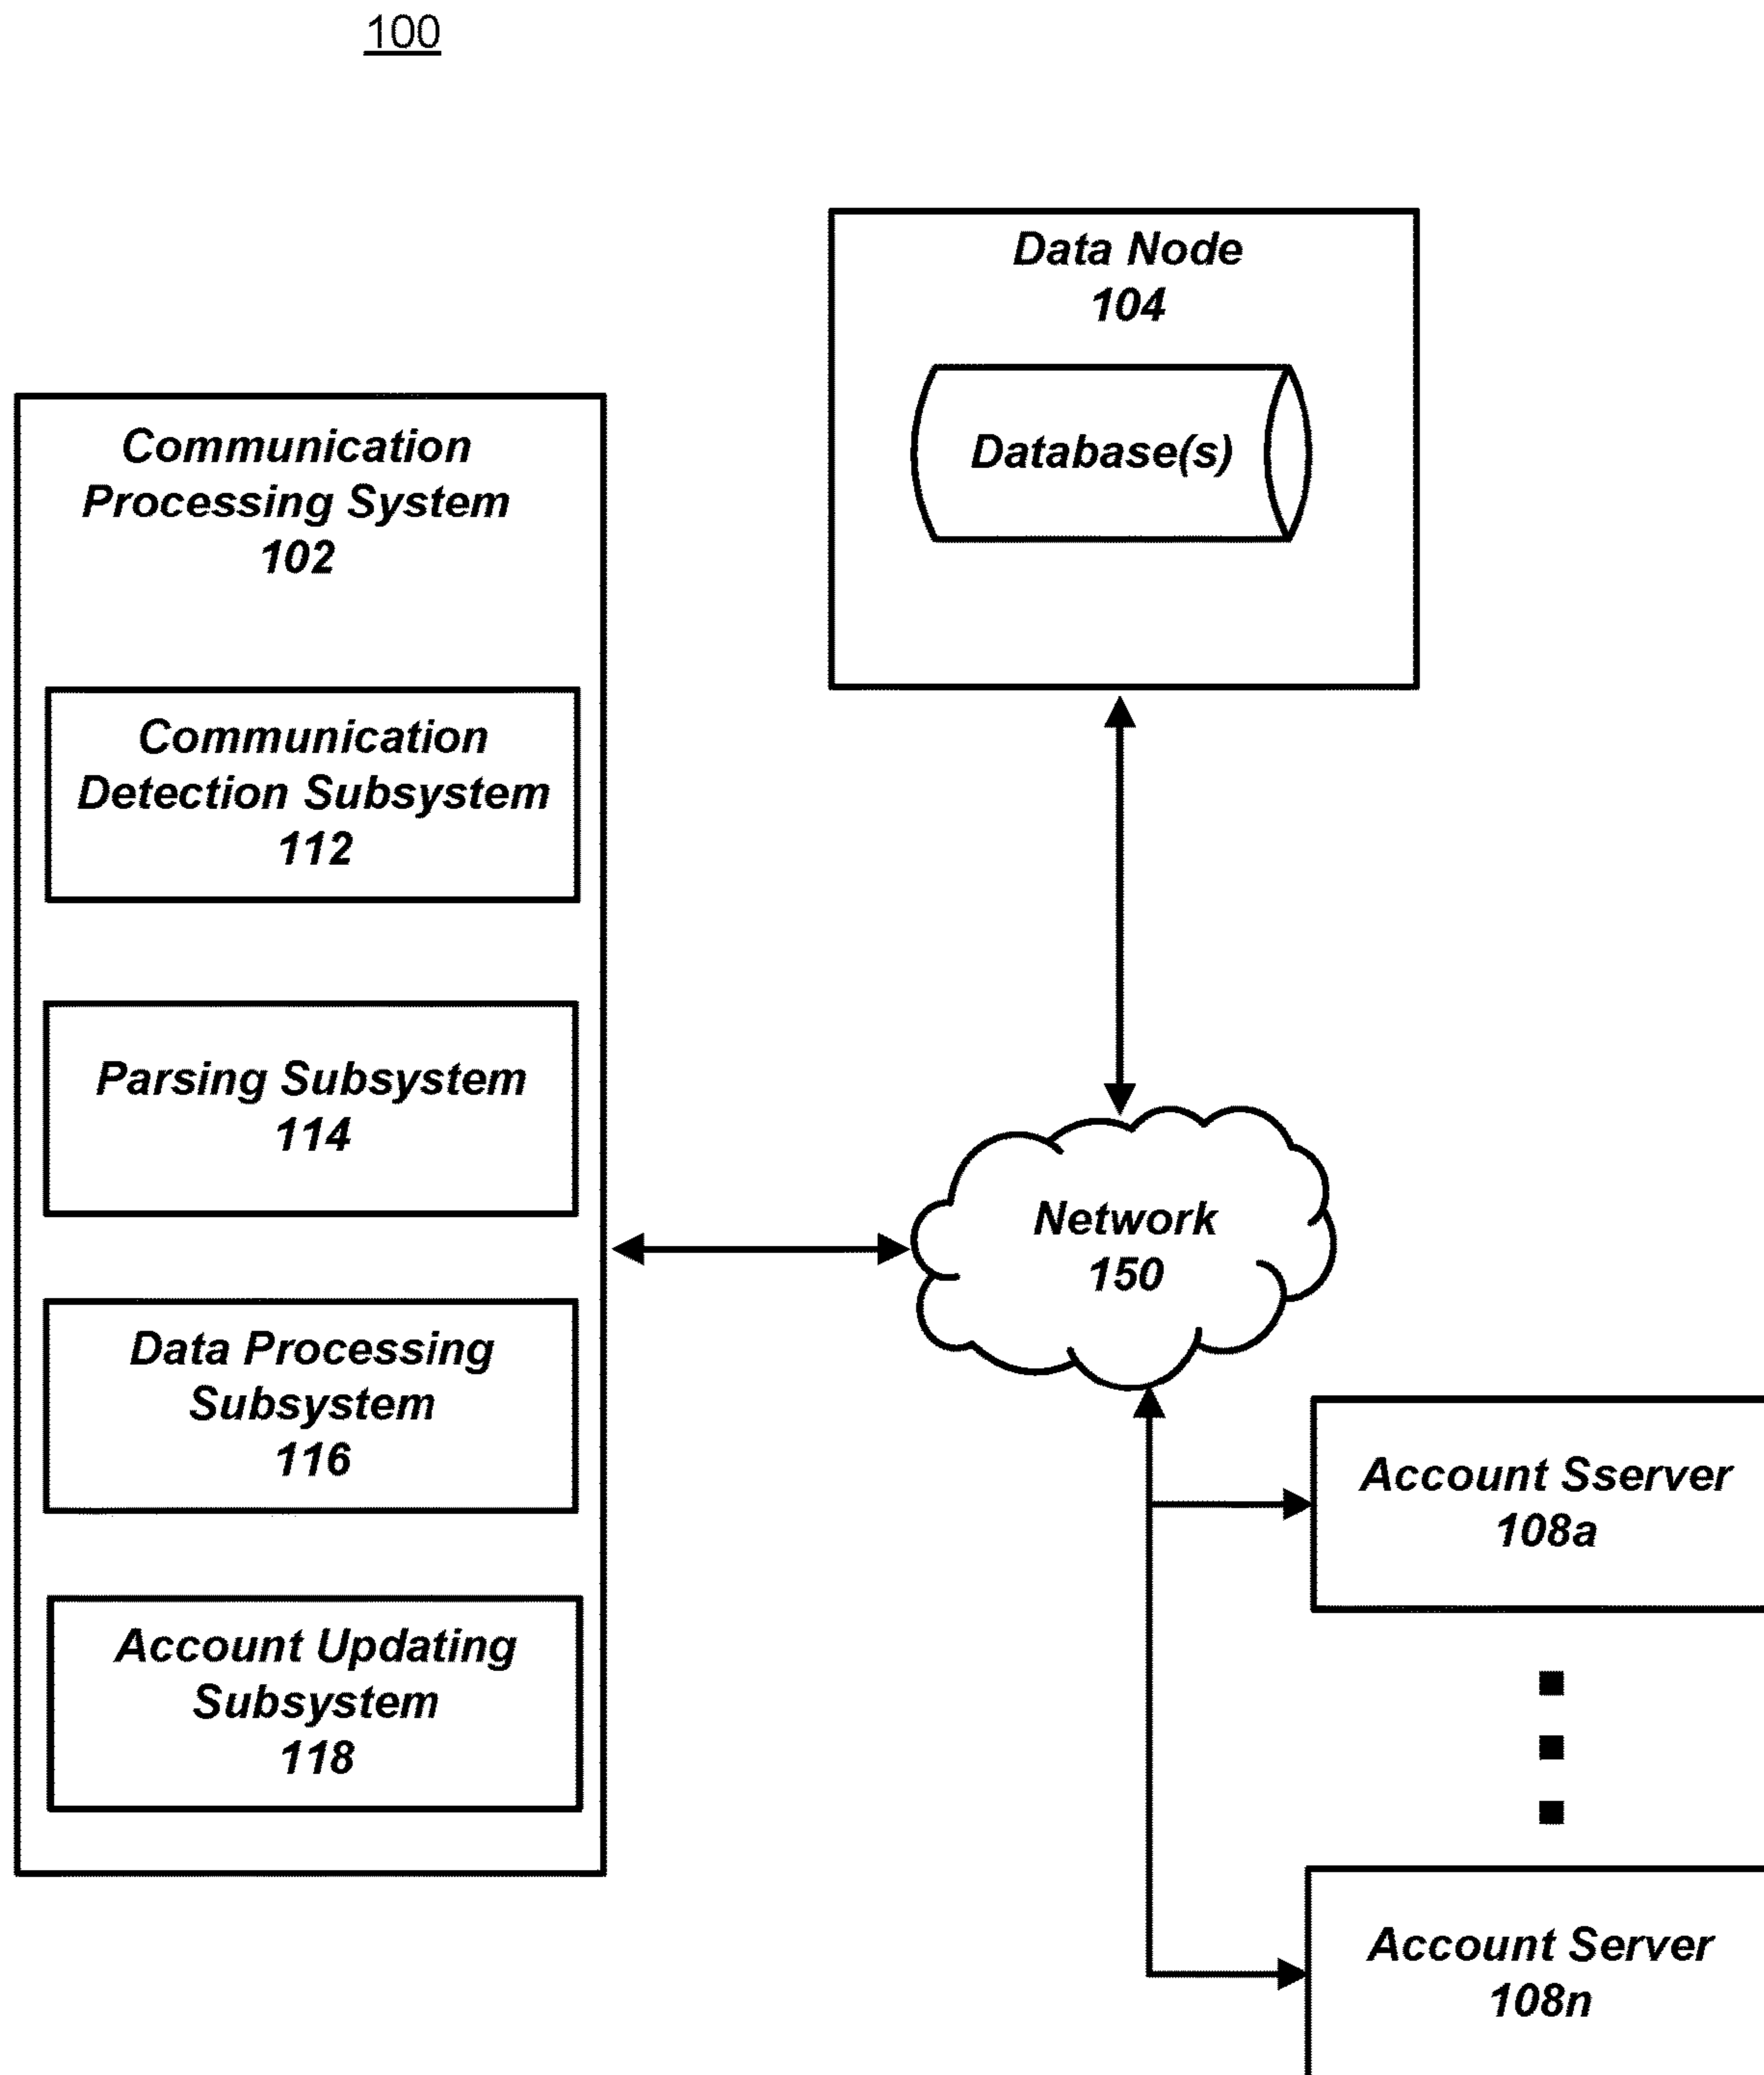 100
Data Node
104
Database(s)
Communication
Processing System
102
Communication
Detection Subsystem
112
Parsing Subsystem
114
Data Processing
Subsystem
116
Account Updating
Subsystem
118
Network
150
Account Sserver
108a
Account Server
108n